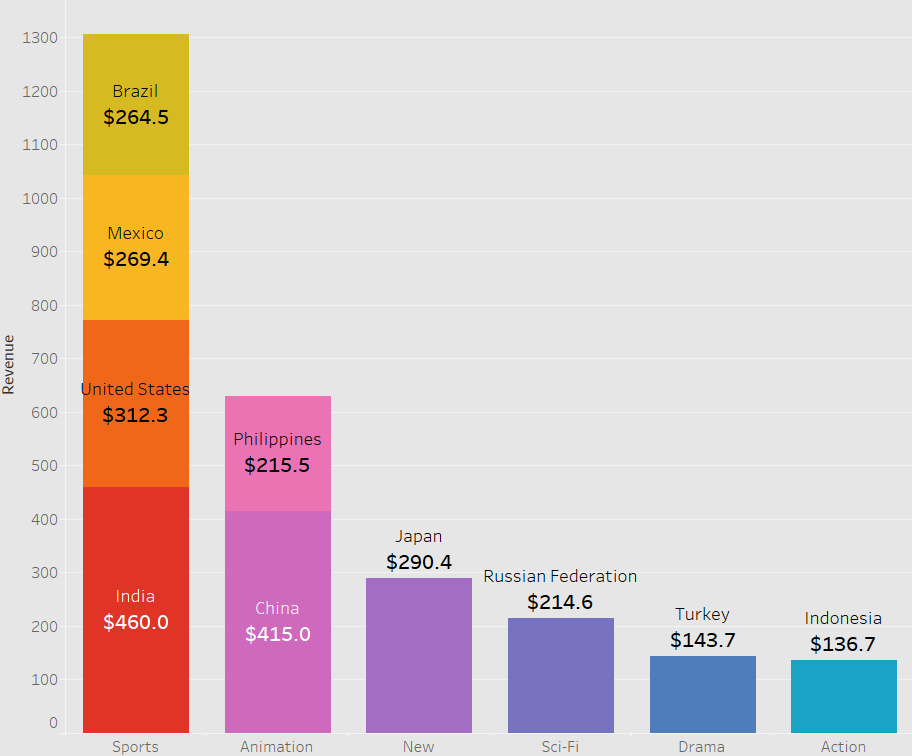 Revenue
1300
1200
1100
1000
900
800
700
600
500
400
300
200
100
0
Brazil
$264.5
Mexico
$269.4
United States
$312.3
India
$460.0
Philippines
$215.5
China
$415.0
Japan
$290.4
Russian Federation
$214.6
Turkey
$143.7
Indonesia
$136.7
Sports
Animation
New
Sci-Fi
Drama
Action